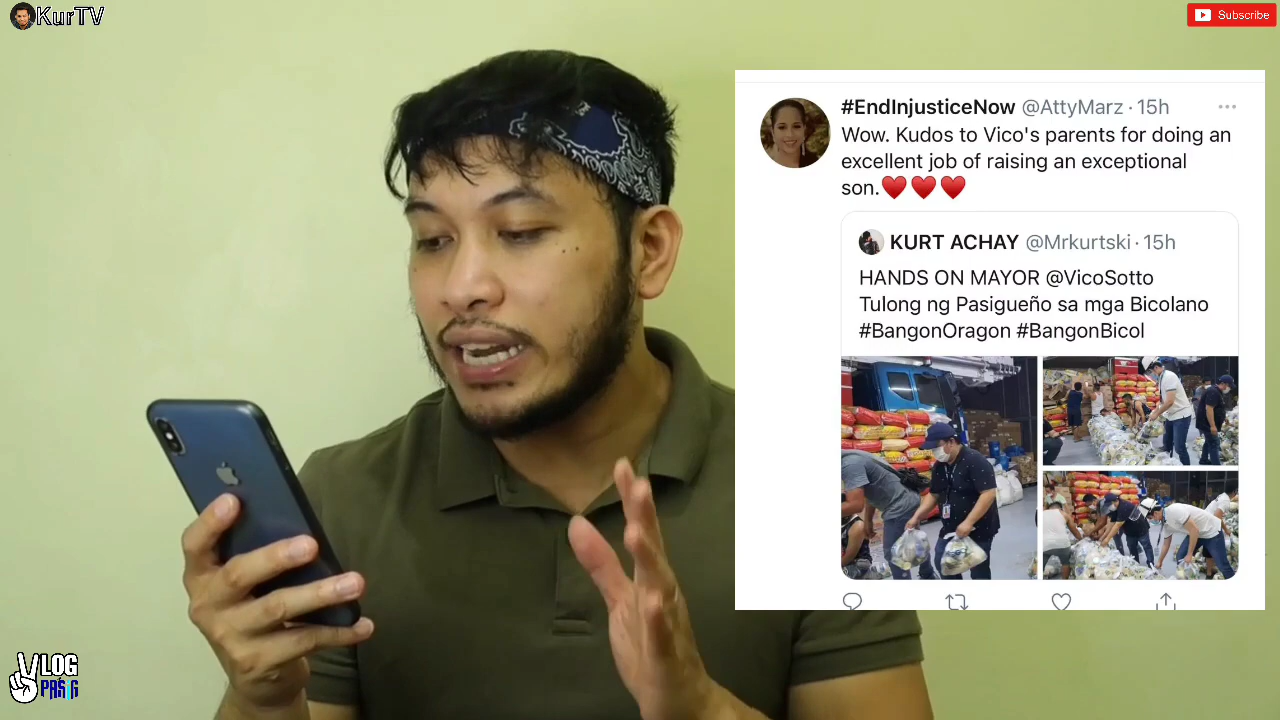 KurTV
Subscribe
#EndInjusticeNow @AttyMarz · 15h
Wow. Kudos to Vico's parents for doing an
excellent job of raising an exceptional
son.❤️❤️❤️
KURT ACHAY @Mrkurtski · 15h
HANDS ON MAYOR @VicoSotto
Tulong ng Pasigueño sa mga Bicolano
#BangonOragon #BangonBicol
VLOG
PASIG